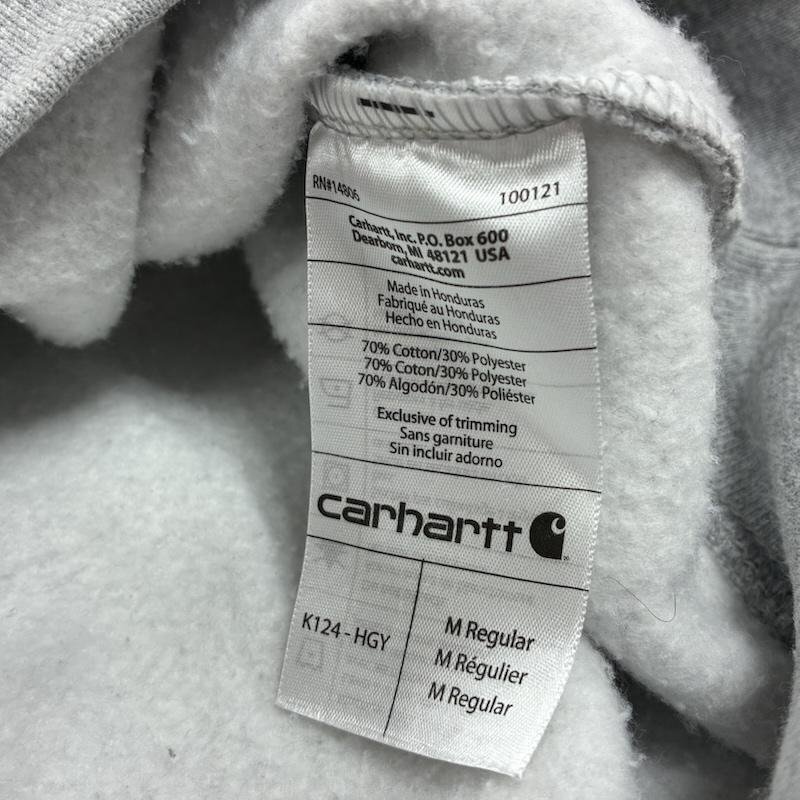 RN#14806
100121
Carhartt, Inc. P.O. Box 600
Dearborn, MI 48121 USA
carhartt.com
Made in Honduras
Fabriqué au Honduras
Hecho en Honduras
70% Cotton/30% Polyester
70% Coton/30% Polyester
70% Algodón/30% Poliéster
Exclusive of trimming
Sans garniture
Sin incluir adorno
carhartt
K124 - HGY
M Regular
M Régulier
M Regular